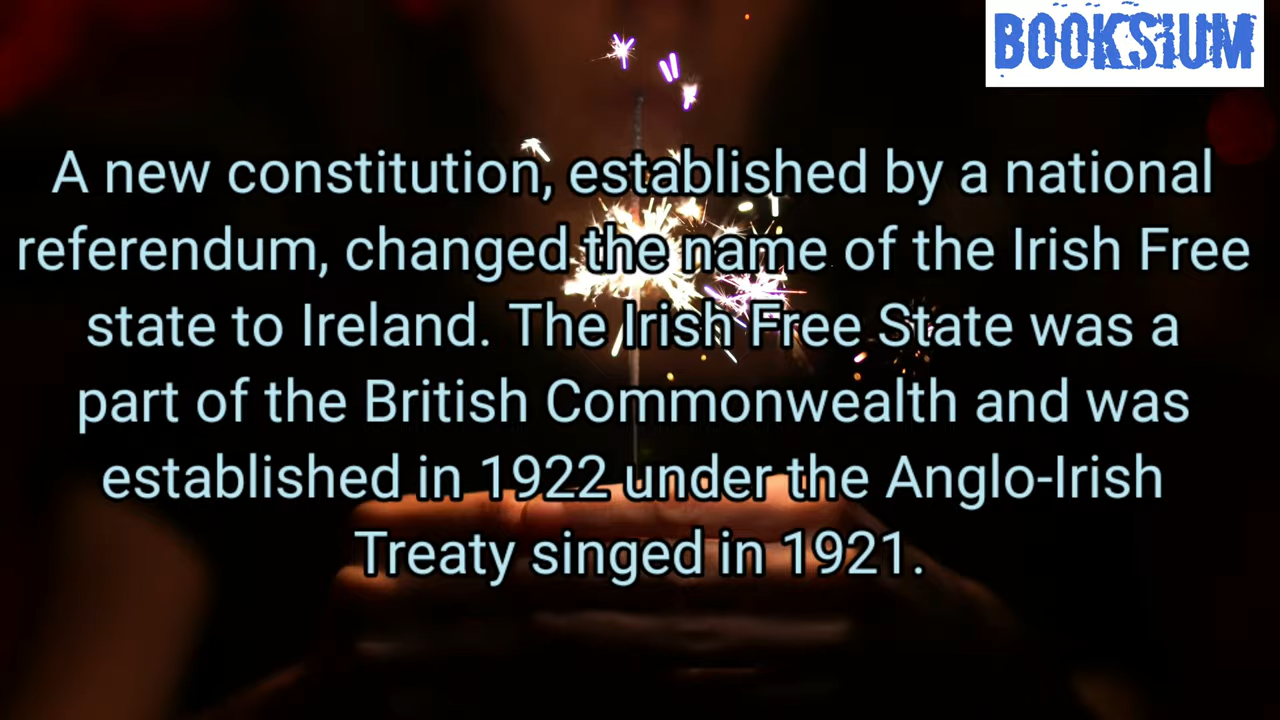 BOOKSIUM
A new constitution, established by a national
referendum, changed the name of the Irish Free
state to Ireland. The Irish Free State was a
part of the British Commonwealth and was
established in 1922 under the Anglo-Irish
Treaty singed in 1921.